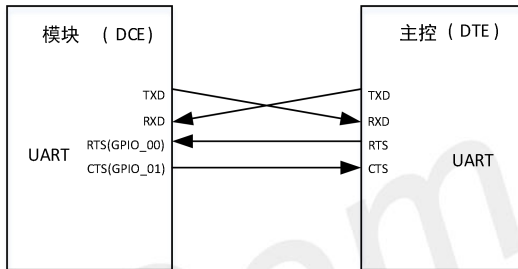 模块 （ DCE）
主控（ DTE）
TXD
TXD
RXD
RXD
RTS(GPIO_00)
RTS
UART
UART
CTS(GPIO_01)
CTS